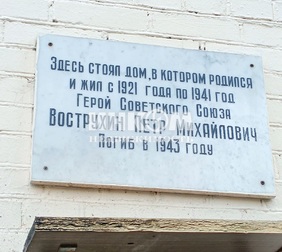 Здесь стоял дом, в котором родился
и жил с 1921 года по 1941 год
Герой Советского Союза
Вострухин Пётр Михайлович
Погиб в 1943 году